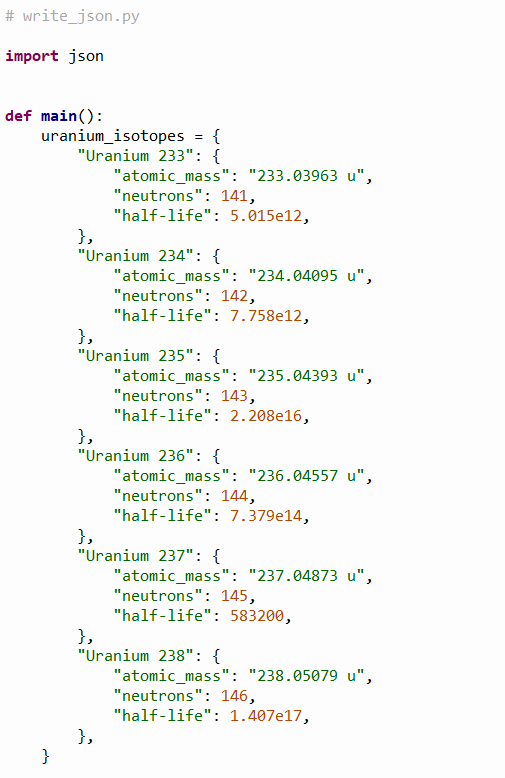 # write_json.py

import json


def main():
    uranium_isotopes = {
        "Uranium 233": {
            "atomic_mass": "233.03963 u",
            "neutrons": 141,
            "half-life": 5.015e12,
        },
        "Uranium 234": {
            "atomic_mass": "234.04095 u",
            "neutrons": 142,
            "half-life": 7.758e12,
        },
        "Uranium 235": {
            "atomic_mass": "235.04393 u",
            "neutrons": 143,
            "half-life": 2.208e16,
        },
        "Uranium 236": {
            "atomic_mass": "236.04557 u",
            "neutrons": 144,
            "half-life": 7.379e14,
        },
        "Uranium 237": {
            "atomic_mass": "237.04873 u",
            "neutrons": 145,
            "half-life": 583200,
        },
        "Uranium 238": {
            "atomic_mass": "238.05079 u",
            "neutrons": 146,
            "half-life": 1.407e17,
        },
    }